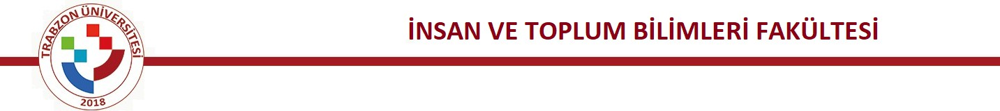 TRABZON ÜNİVERSİTESİ
2018
İNSAN VE TOPLUM BİLİMLERİ FAKÜLTESİ